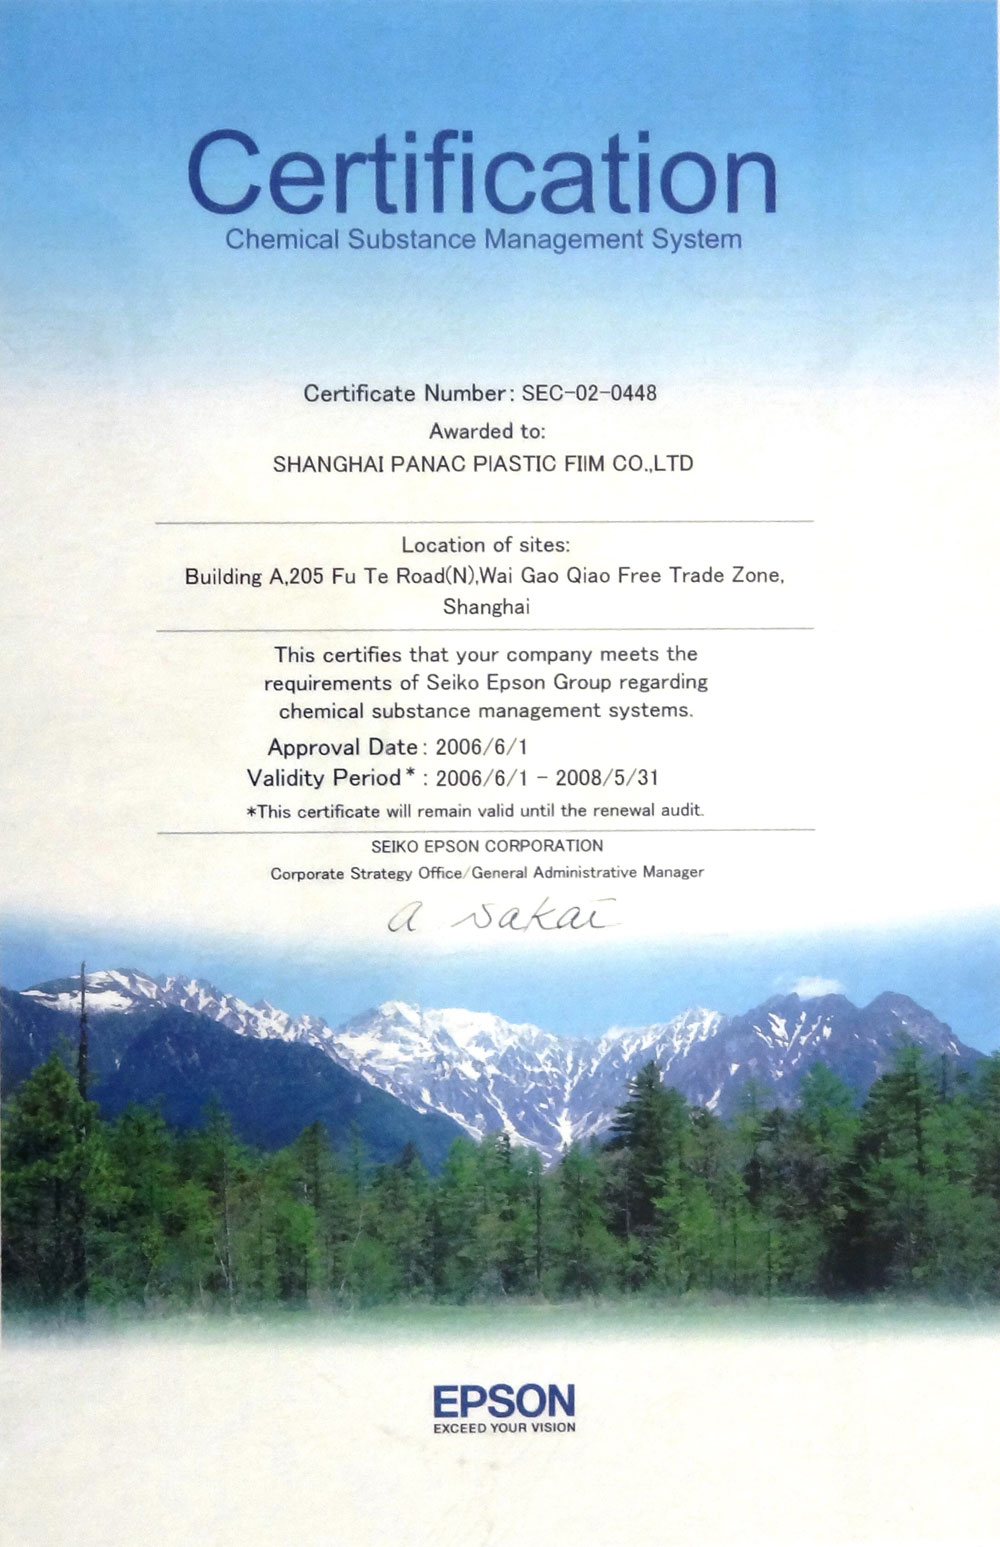 Certification
Chemical Substance Management System
Certificate Number: SEC-02-0448
Awarded to:
SHANGHAI PANAC PlASTIC FIlM CO.,LTD
Location of sites:
Building A,205 Fu Te Road(N),Wai Gao Qiao Free Trade Zone,
Shanghai
This certifies that your company meets the
requirements of Seiko Epson Group regarding
chemical substance management systems.
Approval Date: 2006/6/1
Validity Period* : 2006/6/1 - 2008/5/31
*This certificate will remain valid until the renewal audit.
SEIKO EPSON CORPORATION
Corporate Strategy Office/General Administrative Manager
a sakai
EPSON
EXCEED YOUR VISION